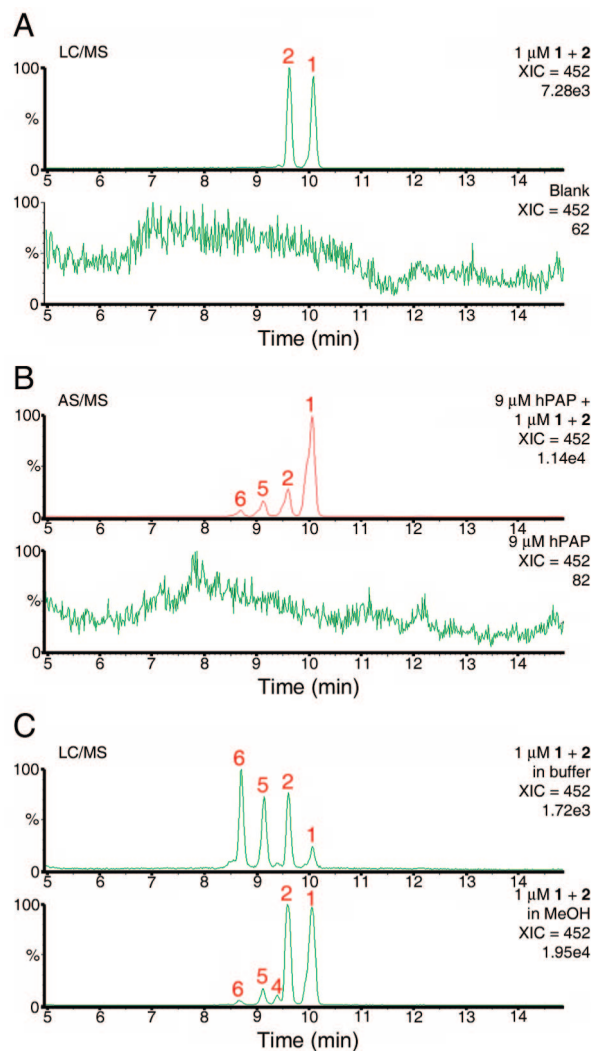 A
LC/MS
2
1
1 μM 1 + 2
XIC = 452
7.28e3
100
%
0
5 6 7 8 9 10 11 12 13 14
Blank
XIC = 452
62
100
%
0
5 6 7 8 9 10 11 12 13 14
Time (min)
B
AS/MS
1
9 μM hPAP +
1 μM 1 + 2
XIC = 452
1.14e4
100
%
6 5 2
0
5 6 7 8 9 10 11 12 13 14
9 μM hPAP
XIC = 452
82
100
%
0
5 6 7 8 9 10 11 12 13 14
Time (min)
C
LC/MS
6
5 2
1
1 μM 1 + 2
in buffer
XIC = 452
1.72e3
100
%
0
5 6 7 8 9 10 11 12 13 14
2 1
1 μM 1 + 2
in MeOH
XIC = 452
1.95e4
100
%
6 5 4
0
5 6 7 8 9 10 11 12 13 14
Time (min)